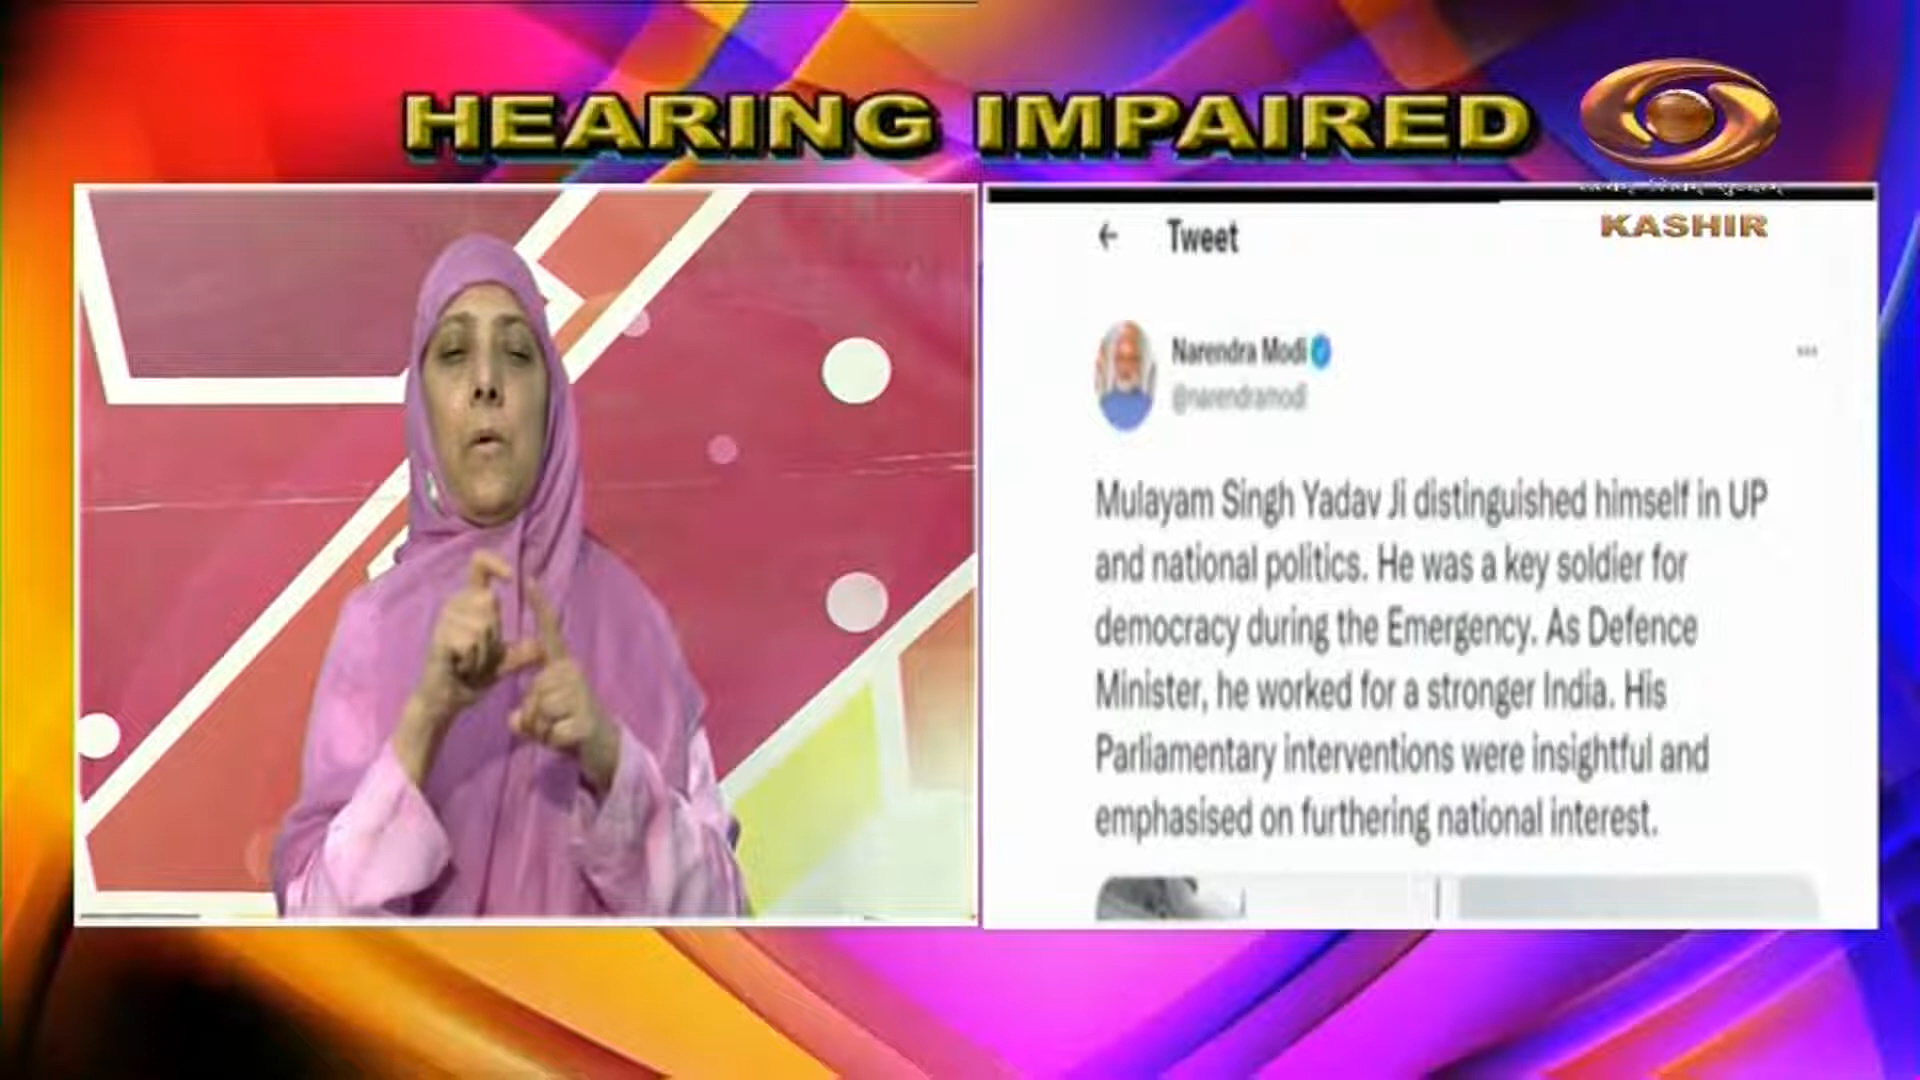 HEARING IMPAIRED
KASHIR
Tweet
Narendra Modi
@narendramodi
Mulayam Singh Yadav Ji distinguished himself in UP
and national politics. He was a key soldier for
democracy during the Emergency. As Defence
Minister, he worked for a stronger India. His
Parliamentary interventions were insightful and
emphasised on furthering national interest.